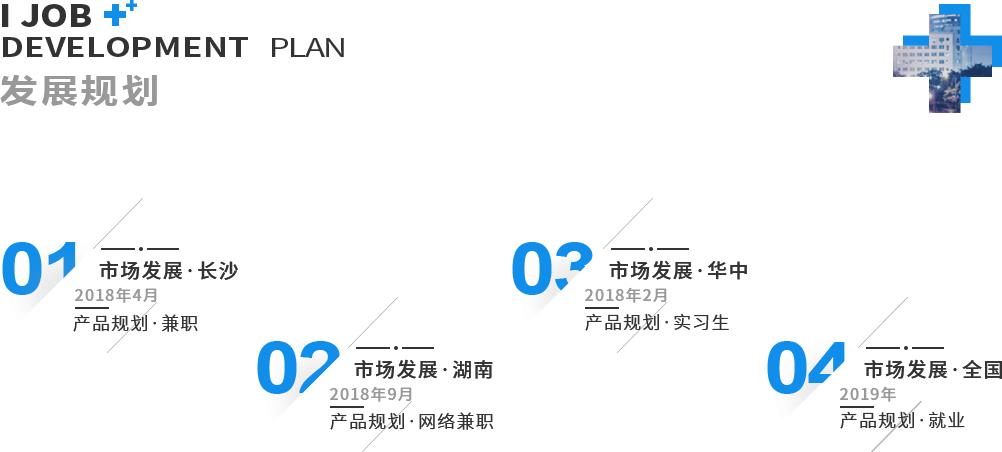 I JOB
DEVELOPMENT PLAN
发展规划
01
市场发展·长沙
2018年4月
产品规划·兼职
02
市场发展·湖南
2018年9月
产品规划·网络兼职
03
市场发展·华中
2018年2月
产品规划·实习生
04
市场发展·全国
2019年
产品规划·就业